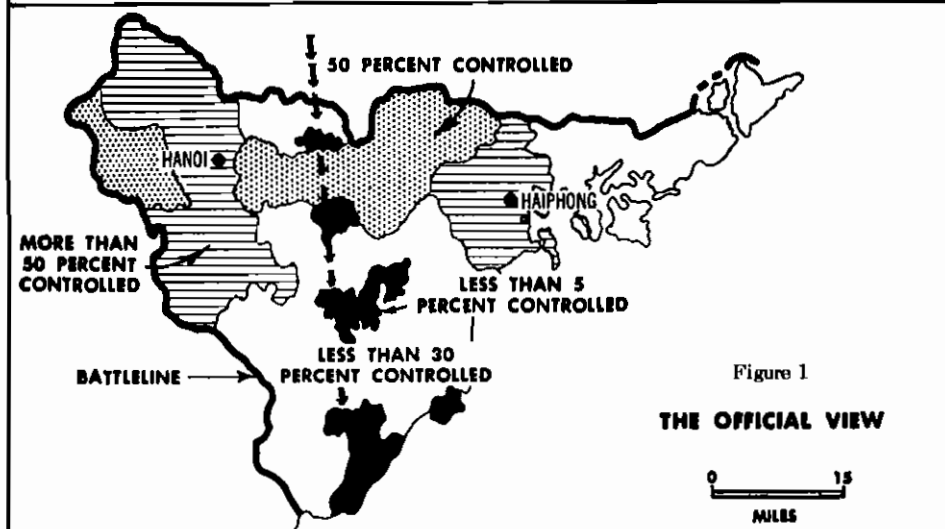 50 PERCENT CONTROLLED
HANOI
HAIPHONG
MORE THAN
50 PERCENT
CONTROLLED
LESS THAN 5
PERCENT CONTROLLED
LESS THAN 30
PERCENT CONTROLLED
BATTLELINE
Figure 1
THE OFFICIAL VIEW
0 15
MILES